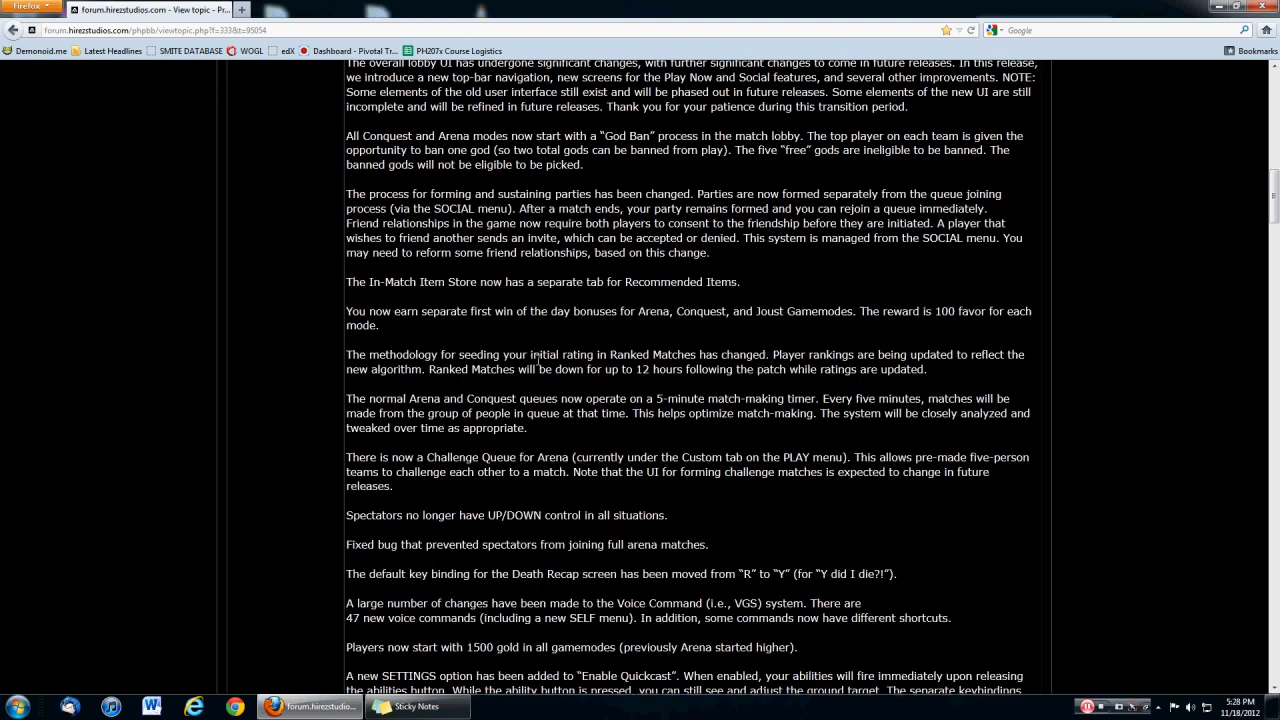 Firefox
forum.hirezstudios.com - View topic - Pr...
forum.hirezstudios.com/phpbb/viewtopic.php?f=333&t=95054
Google
Demonoid.me
Latest Headlines
SMITE DATABASE
WOGL
edX
Dashboard - Pivotal Tr...
PH207x Course Logistics
Bookmarks
The overall lobby UI has undergone significant changes, with further significant changes to come in future releases. In this release,
we introduce a new top-bar navigation, new screens for the Play Now and Social features, and several other improvements. NOTE:
Some elements of the old user interface still exist and will be phased out in future releases. Some elements of the new UI are still
incomplete and will be refined in future releases. Thank you for your patience during this transition period.
All Conquest and Arena modes now start with a “God Ban” process in the match lobby. The top player on each team is given the
opportunity to ban one god (so two total gods can be banned from play). The five “free” gods are ineligible to be banned. The
banned gods will not be eligible to be picked.
The process for forming and sustaining parties has been changed. Parties are now formed separately from the queue joining
process (via the SOCIAL menu). After a match ends, your party remains formed and you can rejoin a queue immediately.
Friend relationships in the game now require both players to consent to the friendship before they are initiated. A player that
wishes to friend another sends an invite, which can be accepted or denied. This system is managed from the SOCIAL menu. You
may need to reform some friend relationships, based on this change.
The In-Match Item Store now has a separate tab for Recommended Items.
You now earn separate first win of the day bonuses for Arena, Conquest, and Joust Gamemodes. The reward is 100 favor for each
mode.
The methodology for seeding your initial rating in Ranked Matches has changed. Player rankings are being updated to reflect the
new algorithm. Ranked Matches will be down for up to 12 hours following the patch while ratings are updated.
The normal Arena and Conquest queues now operate on a 5-minute match-making timer. Every five minutes, matches will be
made from the group of people in queue at that time. This helps optimize match-making. The system will be closely analyzed and
tweaked over time as appropriate.
There is now a Challenge Queue for Arena (currently under the Custom tab on the PLAY menu). This allows pre-made five-person
teams to challenge each other to a match. Note that the UI for forming challenge matches is expected to change in future
releases.
Spectators no longer have UP/DOWN control in all situations.
Fixed bug that prevented spectators from joining full arena matches.
The default key binding for the Death Recap screen has been moved from “R” to “Y” (for “Y did I die?!”).
A large number of changes have been made to the Voice Command (i.e., VGS) system. There are
47 new voice commands (including a new SELF menu). In addition, some commands now have different shortcuts.
Players now start with 1500 gold in all gamemodes (previously Arena started higher).
A new SETTINGS option has been added to “Enable Quickcast”. When enabled, your abilities will fire immediately upon releasing
the abilities button. While the ability button is pressed, you can still see and adjust the ground target. The separate keybindings
forum.hirezstudio...
Sticky Notes
5:28 PM
11/18/2012